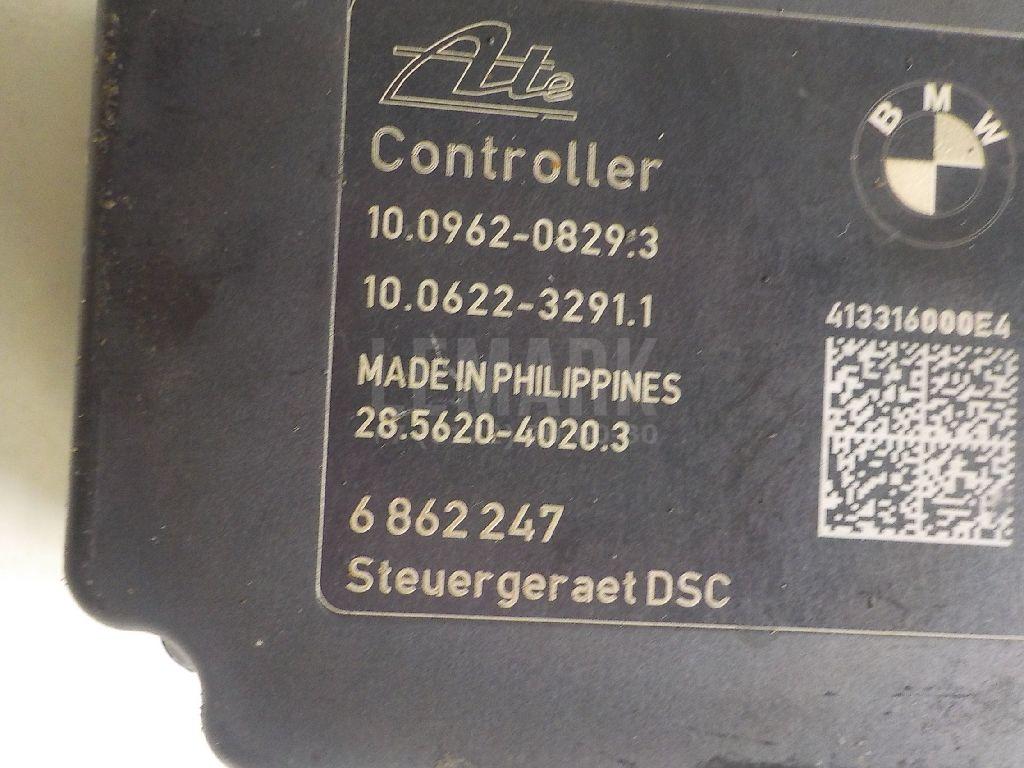 Ate
Controller
10.0962-0829.3
10.0622-3291.1
MADE IN PHILIPPINES
28.5620-4020.3
6 862 247
Steuergeraet DSC
BMW
413316000E4
LEMARK